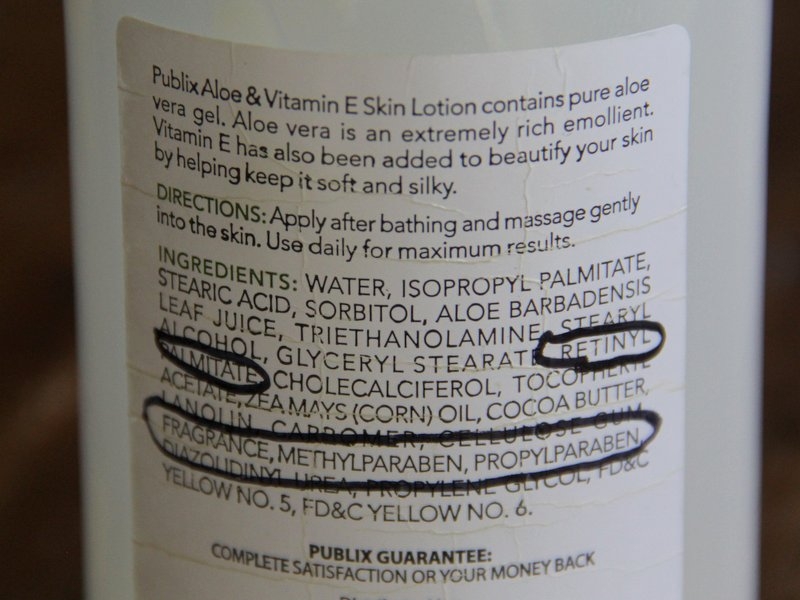 Publix Aloe & Vitamin E Skin Lotion contains pure aloe
vera gel. Aloe vera is an extremely rich emollient.
Vitamin E has also been added to beautify your skin
by helping keep it soft and silky.
DIRECTIONS: Apply after bathing and massage gently
into the skin. Use daily for maximum results.
INGREDIENTS: WATER, ISOPROPYL PALMITATE,
STEARIC ACID, SORBITOL, ALOE BARBADENSIS
LEAF JUICE, TRIETHANOLAMINE, STEARYL
ALCOHOL, GLYCERYL STEARATE, RETINYL
PALMITATE, CHOLECALCIFEROL, TOCOPHERYL
ACETATE, ZEA MAYS (CORN) OIL, COCOA BUTTER,
LANOLIN, CARBOMER, CELLULOSE GUM,
FRAGRANCE, METHYLPARABEN, PROPYLPARABEN,
DIAZOLIDINYL UREA, PROPYLENE GLYCOL, FD&C
YELLOW NO. 5, FD&C YELLOW NO. 6.
PUBLIX GUARANTEE:
COMPLETE SATISFACTION OR YOUR MONEY BACK